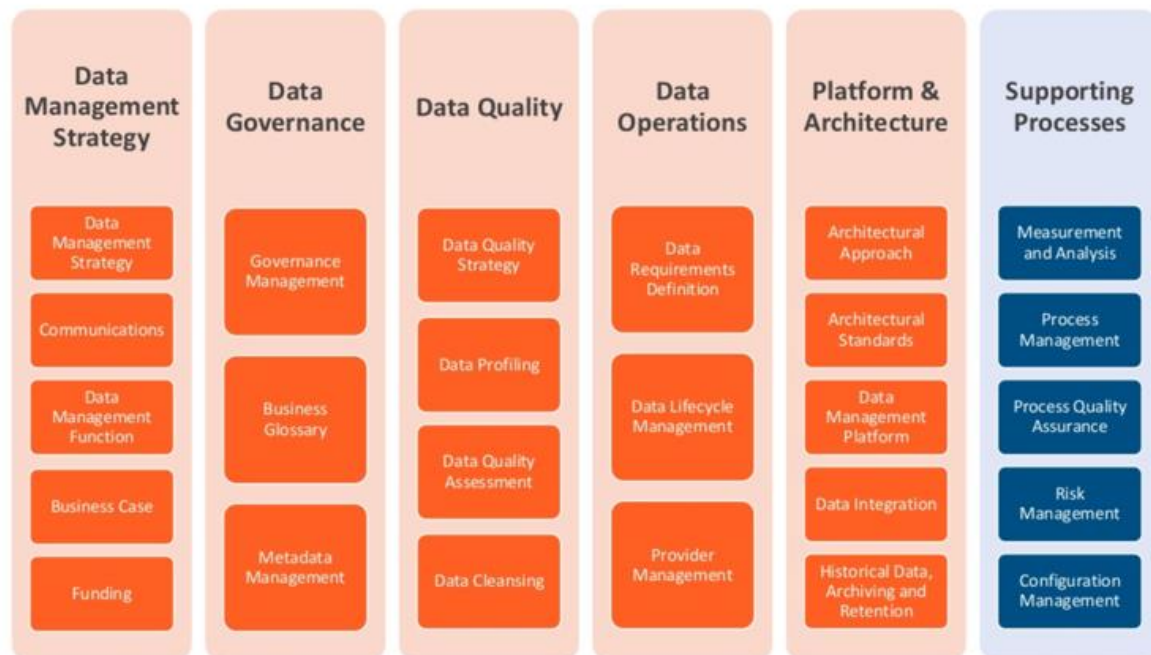 Data
Management
Strategy
Data
Management
Strategy
Communications
Data
Management
Function
Business Case
Funding
Data
Governance
Governance
Management
Business
Glossary
Metadata
Management
Data Quality
Data Quality
Strategy
Data Profiling
Data Quality
Assessment
Data Cleansing
Data
Operations
Data
Requirements
Definition
Data Lifecycle
Management
Provider
Management
Platform &
Architecture
Architectural
Approach
Architectural
Standards
Data
Management
Platform
Data Integration
Historical Data,
Archiving and
Retention
Supporting
Processes
Measurement
and Analysis
Process
Management
Process Quality
Assurance
Risk
Management
Configuration
Management